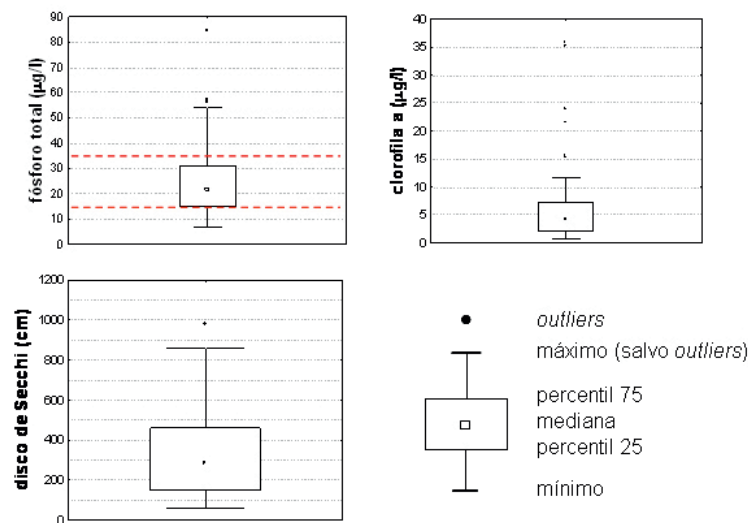 fósforo total (µg/l)
90
80
70
60
50
40
30
20
10
0
clorofila a (µg/l)
40
35
30
25
20
15
10
5
0
disco de Secchi (cm)
1200
1000
800
600
400
200
0
outliers
máximo (salvo outliers)
percentil 75
mediana
percentil 25
mínimo